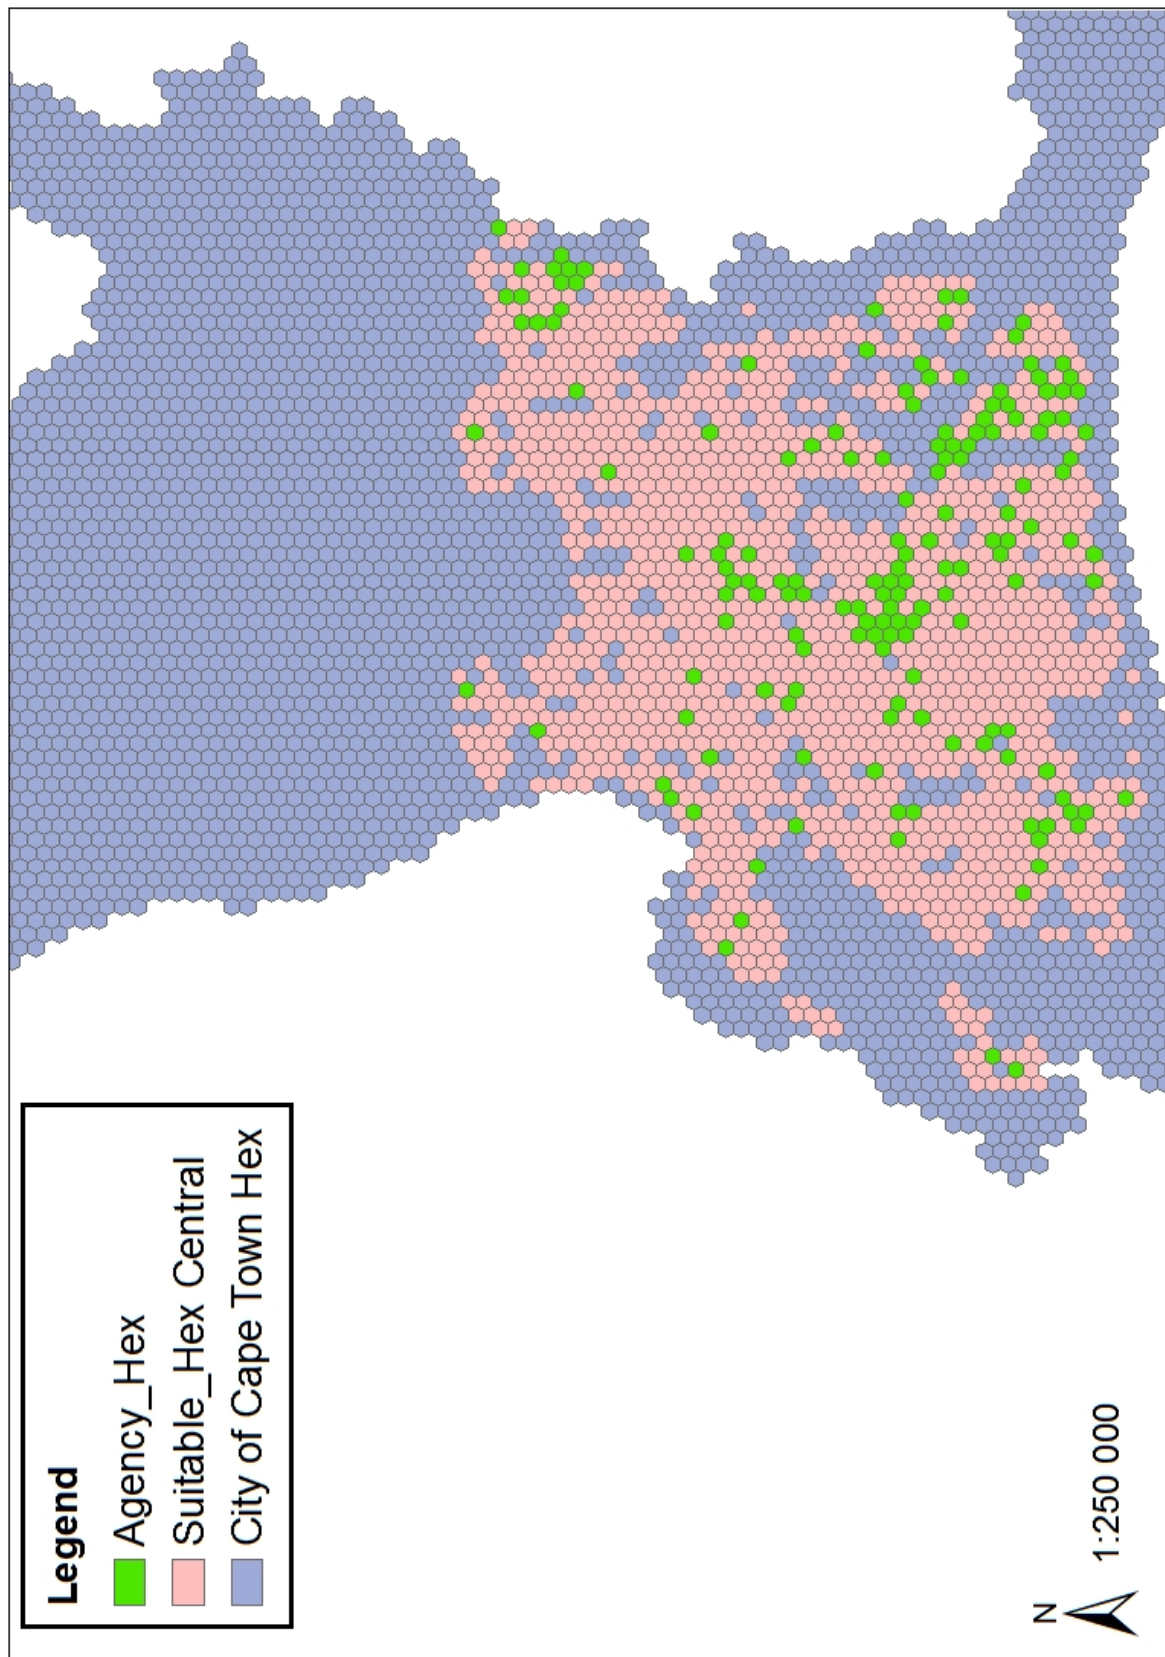 Legend
Agency_Hex
Suitable_Hex Central
City of Cape Town Hex
N
1:250 000